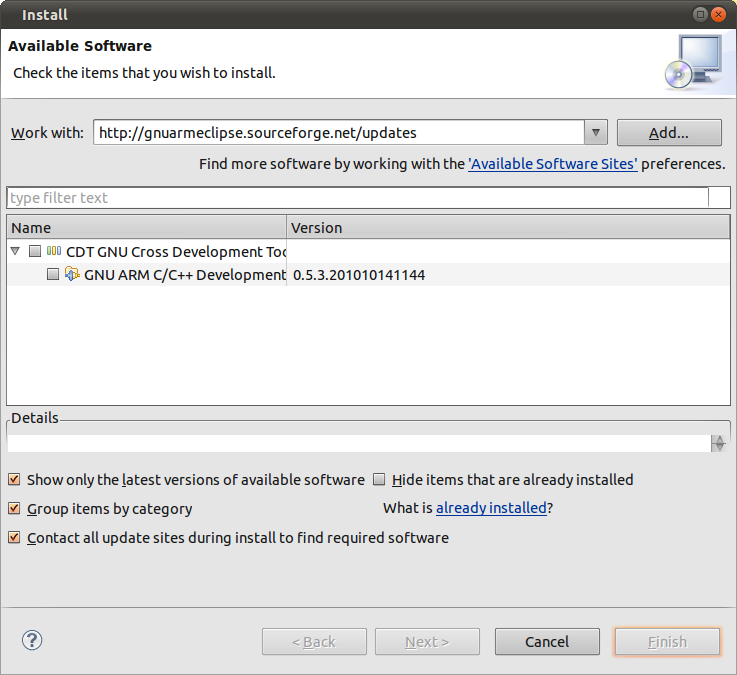 Install
Available Software
Check the items that you wish to install.
Work with: http://gnuarmeclipse.sourceforge.net/updates Add...
Find more software by working with the 'Available Software Sites' preferences.
type filter text
Name Version
CDT GNU Cross Development Too
GNU ARM C/C++ Development 0.5.3.201010141144
Details
Show only the latest versions of available software Hide items that are already installed
Group items by category What is already installed?
Contact all update sites during install to find required software
? < Back Next > Cancel Finish